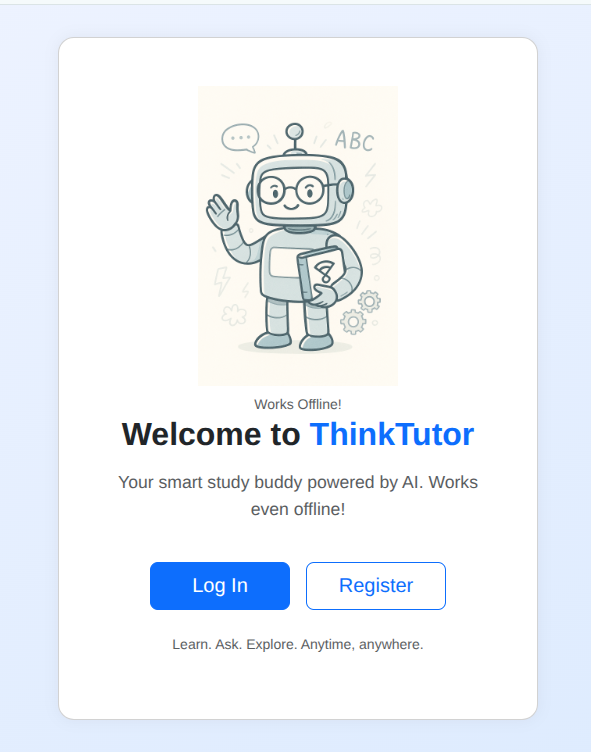 ABC
Works Offline!
Welcome to ThinkTutor
Your smart study buddy powered by AI. Works
even offline!
Log In
Register
Learn. Ask. Explore. Anytime, anywhere.